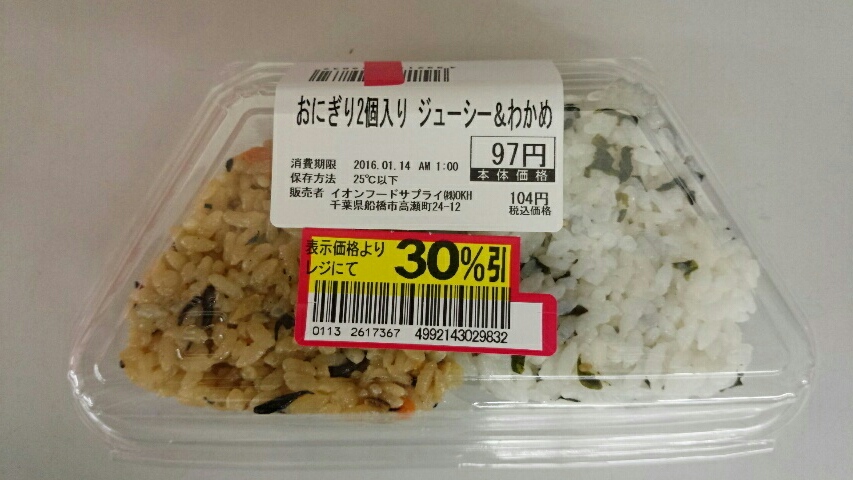 おにぎり2個入り ジューシー&わかめ
消費期限 2016.01.14 AM 1:00
保存方法 25℃以下
販売者 イオンフードサプライ㈱OKH
千葉県船橋市高瀬町24-12
97円
本体価格
104円
税込価格
表示価格より
レジにて
30%引
0113 2617367 4992143029832